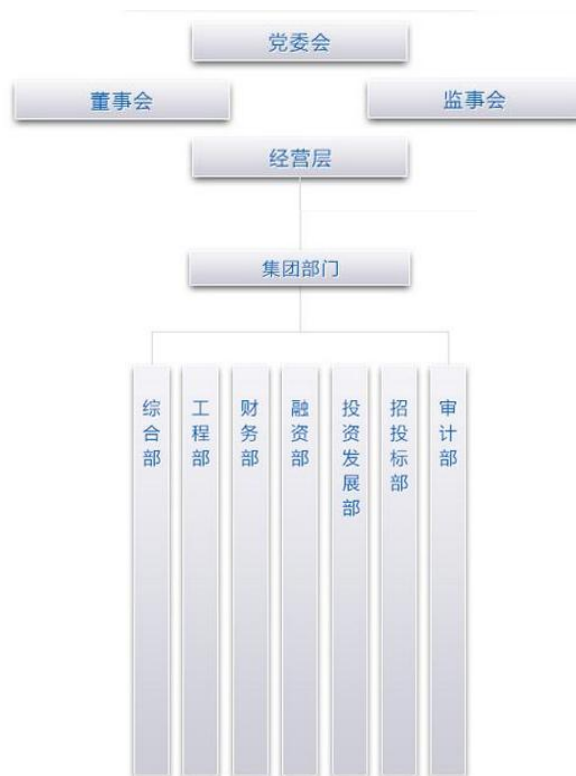 党委会
董事会
监事会
经营层
集团部门
综合部
工程部
财务部
融资部
投资发展部
招投标部
审计部